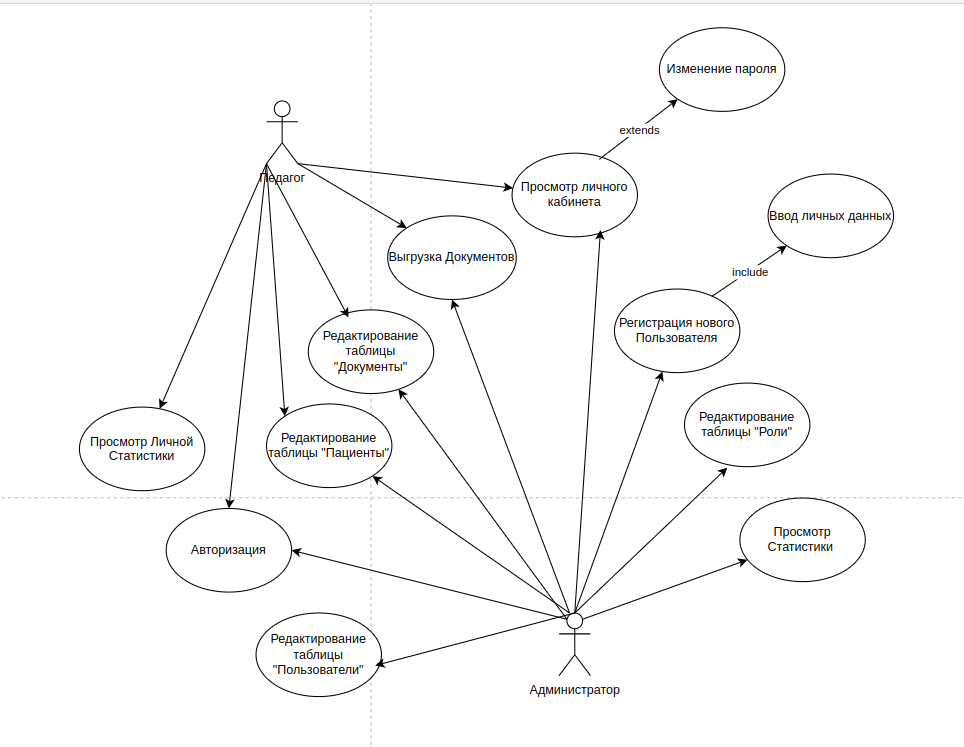 Изменение пароля
extends
Педагог
Просмотр личного
кабинета
Ввод личных данных
Выгрузка Документов
include
Регистрация нового
Пользователя
Редактирование
таблицы
"Документы"
Редактирование
таблицы "Роли"
Просмотр Личной
Статистики
Редактирование
таблицы "Пациенты"
Просмотр
Статистики
Авторизация
Редактирование
таблицы
"Пользователи"
Администратор